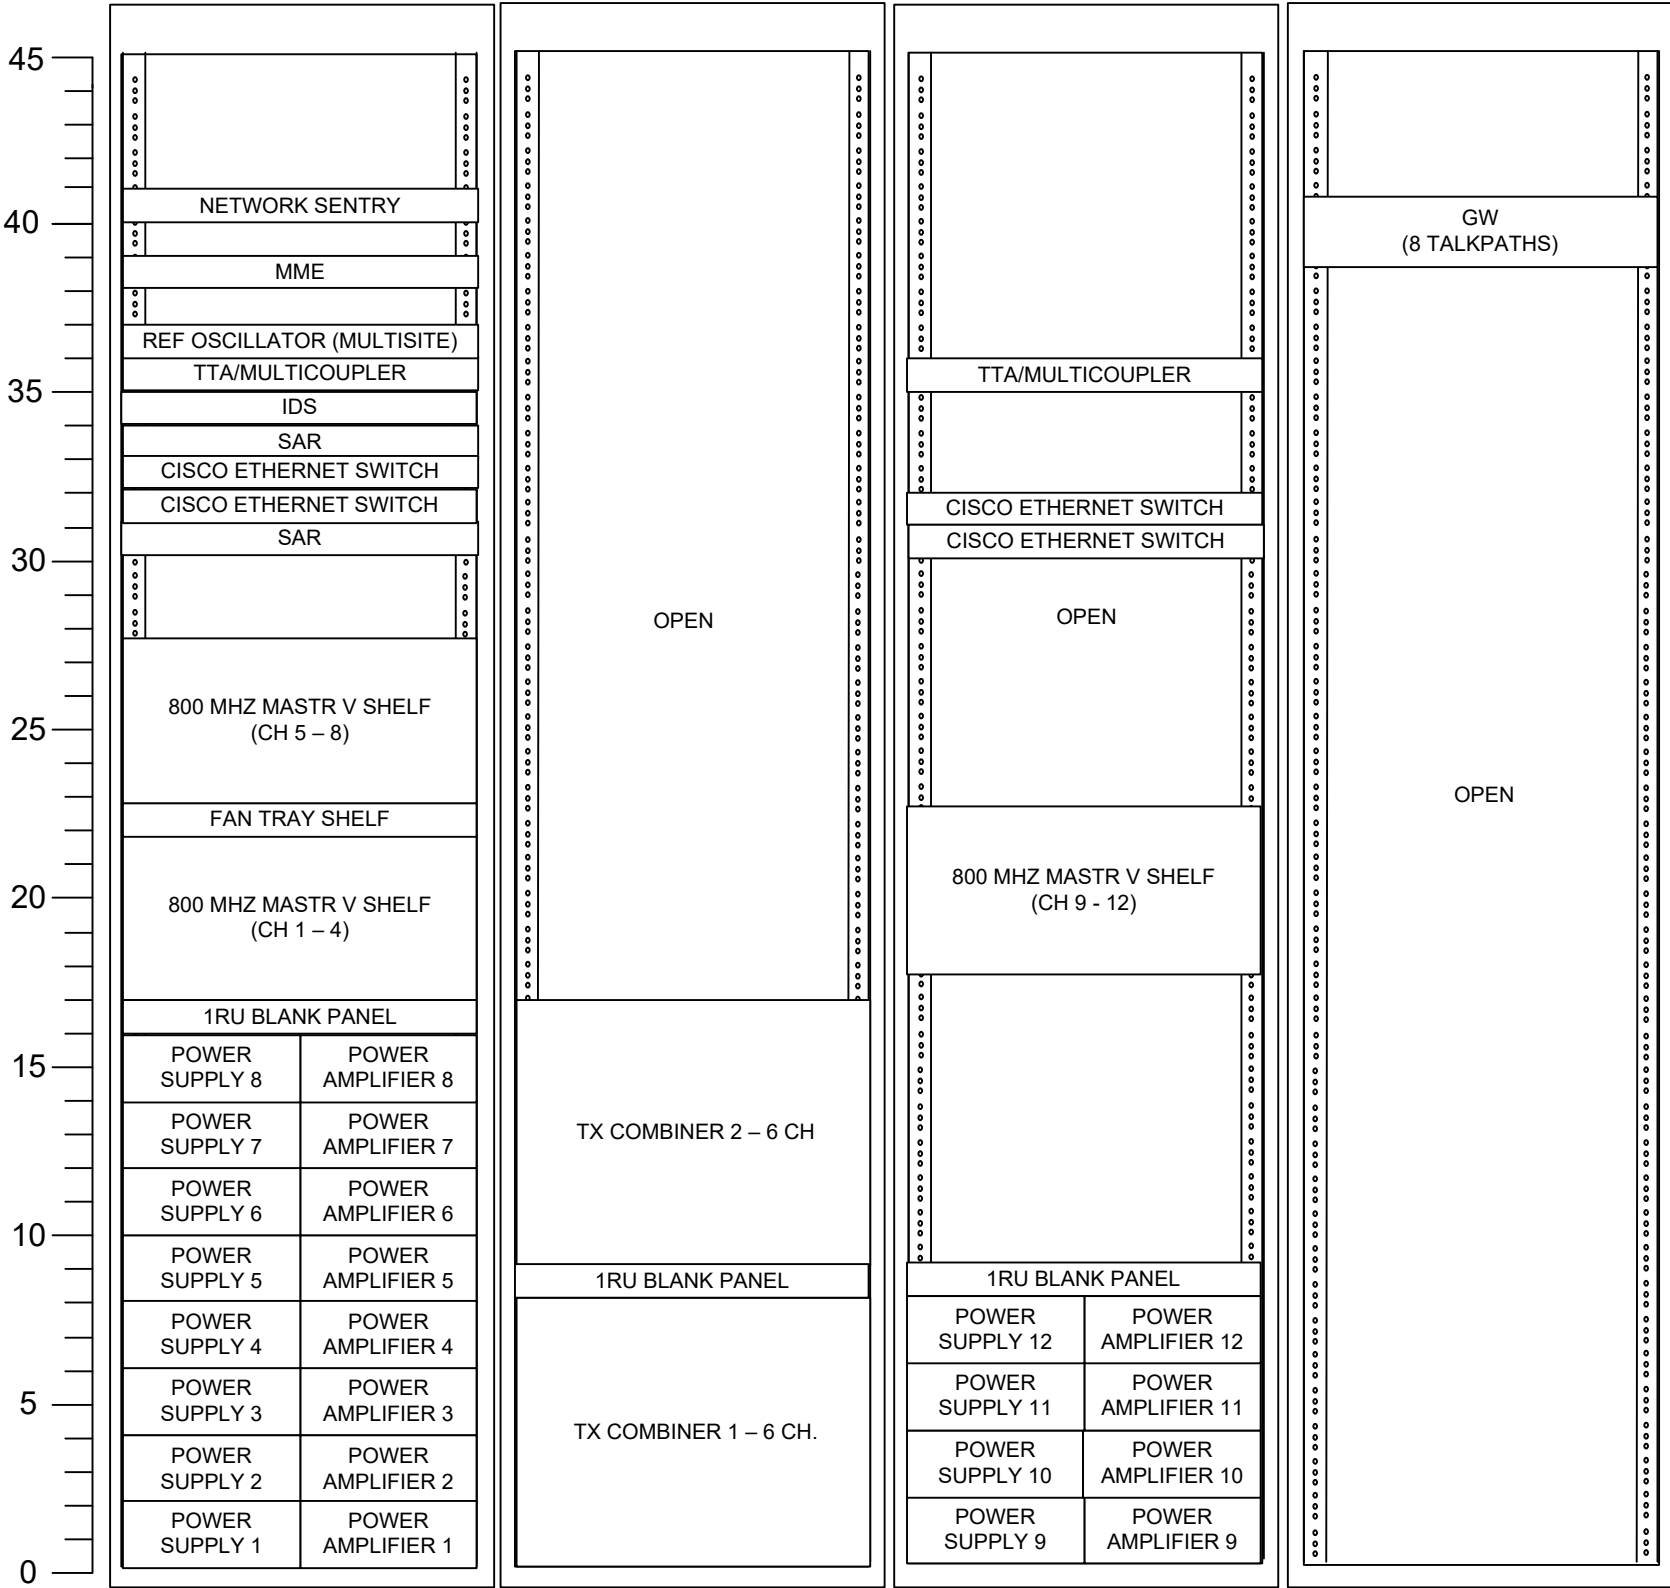 45
40
35
30
25
20
15
10
5
0
NETWORK SENTRY
MME
REF OSCILLATOR (MULTISITE)
TTA/MULTICOUPLER
IDS
SAR
CISCO ETHERNET SWITCH
CISCO ETHERNET SWITCH
SAR
800 MHZ MASTR V SHELF
(CH 5 – 8)
FAN TRAY SHELF
800 MHZ MASTR V SHELF
(CH 1 – 4)
1RU BLANK PANEL
POWER
SUPPLY 8
POWER
AMPLIFIER 8
POWER
SUPPLY 7
POWER
AMPLIFIER 7
POWER
SUPPLY 6
POWER
AMPLIFIER 6
POWER
SUPPLY 5
POWER
AMPLIFIER 5
POWER
SUPPLY 4
POWER
AMPLIFIER 4
POWER
SUPPLY 3
POWER
AMPLIFIER 3
POWER
SUPPLY 2
POWER
AMPLIFIER 2
POWER
SUPPLY 1
POWER
AMPLIFIER 1
OPEN
TX COMBINER 2 – 6 CH
1RU BLANK PANEL
TX COMBINER 1 – 6 CH.
TTA/MULTICOUPLER
CISCO ETHERNET SWITCH
CISCO ETHERNET SWITCH
OPEN
800 MHZ MASTR V SHELF
(CH 9 - 12)
1RU BLANK PANEL
POWER
SUPPLY 12
POWER
AMPLIFIER 12
POWER
SUPPLY 11
POWER
AMPLIFIER 11
POWER
SUPPLY 10
POWER
AMPLIFIER 10
POWER
SUPPLY 9
POWER
AMPLIFIER 9
GW
(8 TALKPATHS)
OPEN